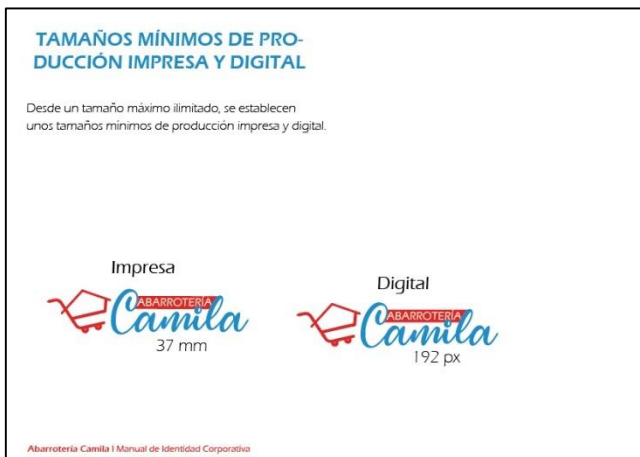 TAMAÑOS MÍNIMOS DE PRO-
DUCCIÓN IMPRESA Y DIGITAL
Desde un tamaño máximo ilimitado, se establecen
unos tamaños mínimos de producción impresa y digital.
Impresa
ABARROTERÍA
Camila
37 mm
Digital
ABARROTERÍA
Camila
192 px
Abarrotería Camila I Manual de Identidad Corporativa